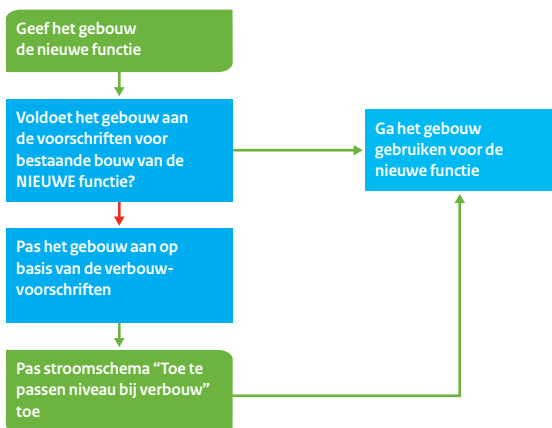 Geef het gebouw
de nieuwe functie
Voldoet het gebouw aan
de voorschriften voor
bestaande bouw van de
NIEUWE functie?
Ga het gebouw
gebruiken voor de
nieuwe functie
Pas het gebouw aan op
basis van de verbouw-
voorschriften
Pas stroomschema “Toe te
passen niveau bij verbouw”
toe